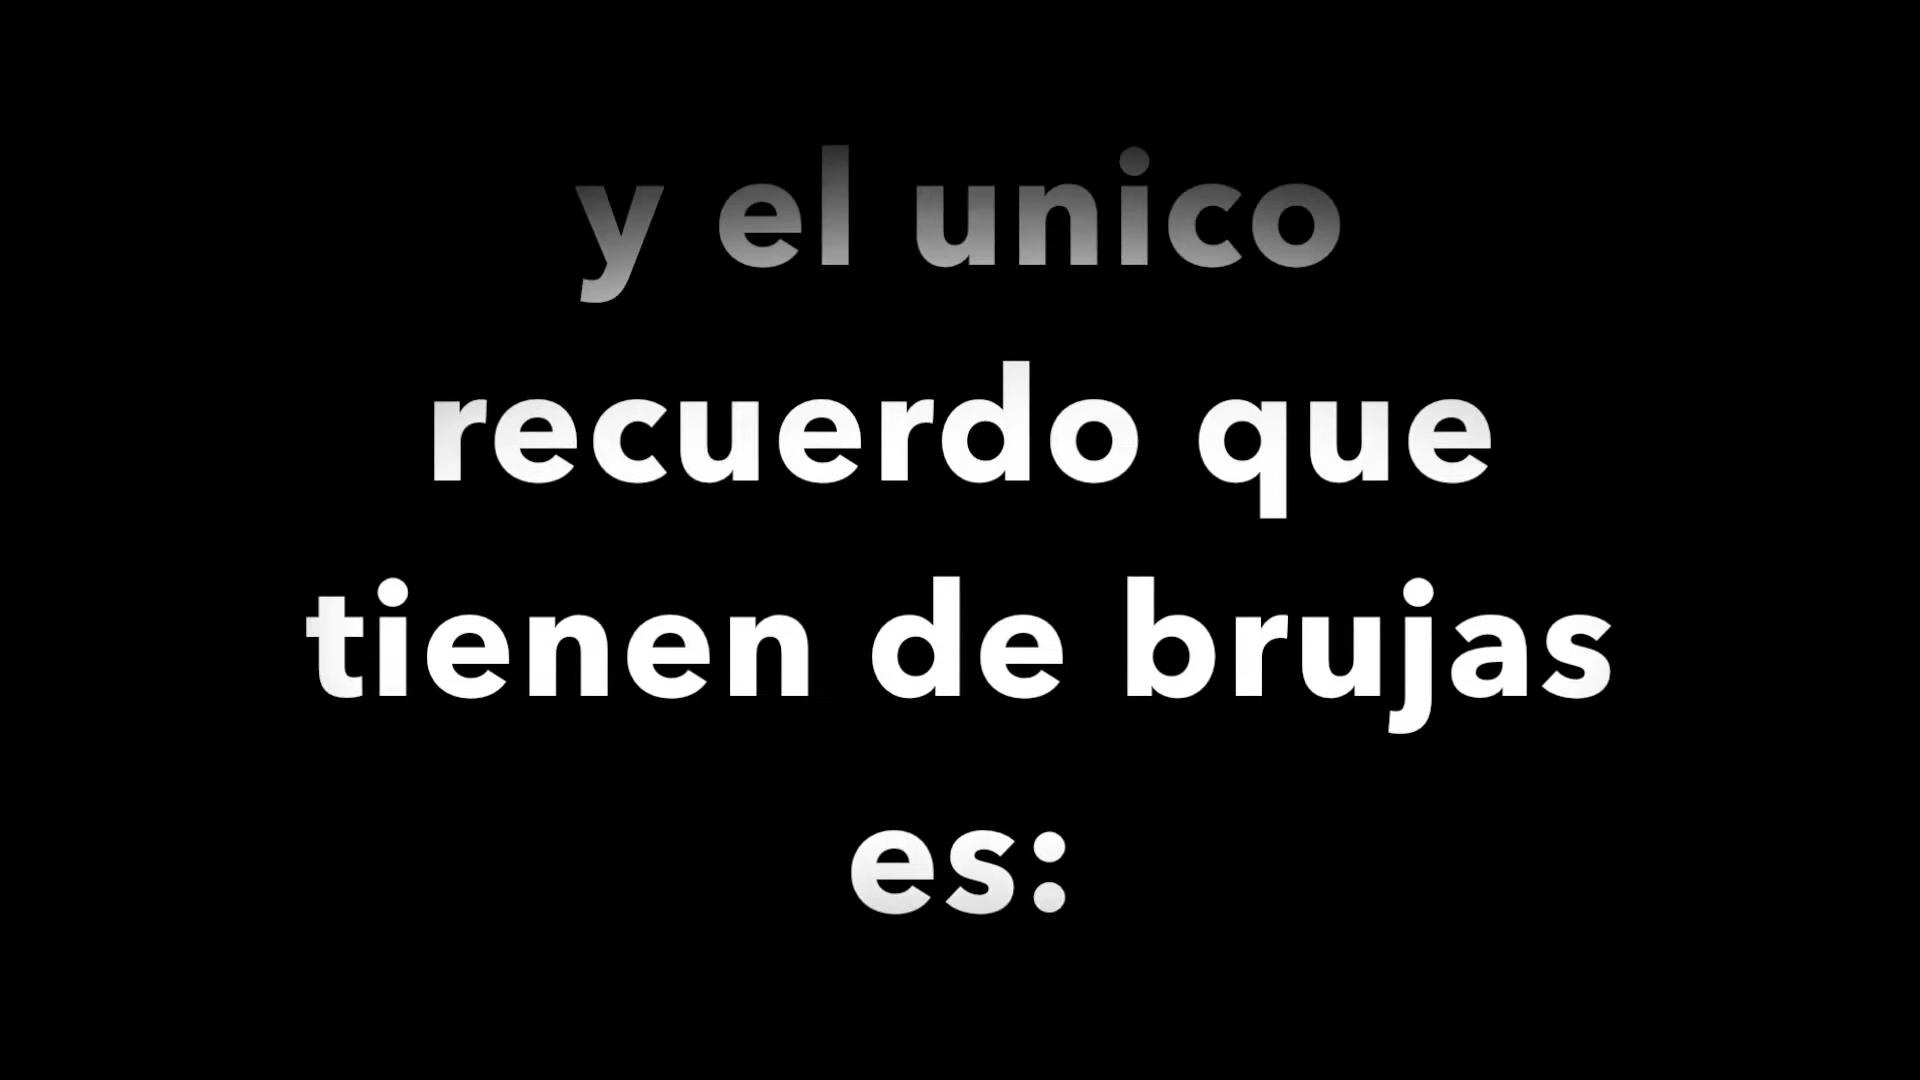 y el unico
recuerdo que
tienen de brujas
es: